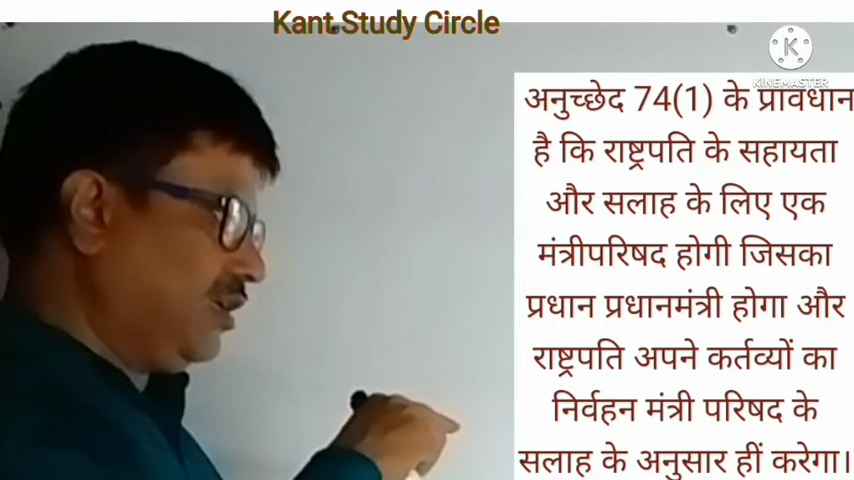 Kant Study Circle
KINEMASTER
अनुच्छेद 74(1) के प्रावधान
है कि राष्ट्रपति के सहायता
और सलाह के लिए एक
मंत्रीपरिषद होगी जिसका
प्रधान प्रधानमंत्री होगा और
राष्ट्रपति अपने कर्तव्यों का
निर्वहन मंत्री परिषद के
सलाह के अनुसार हीं करेगा।